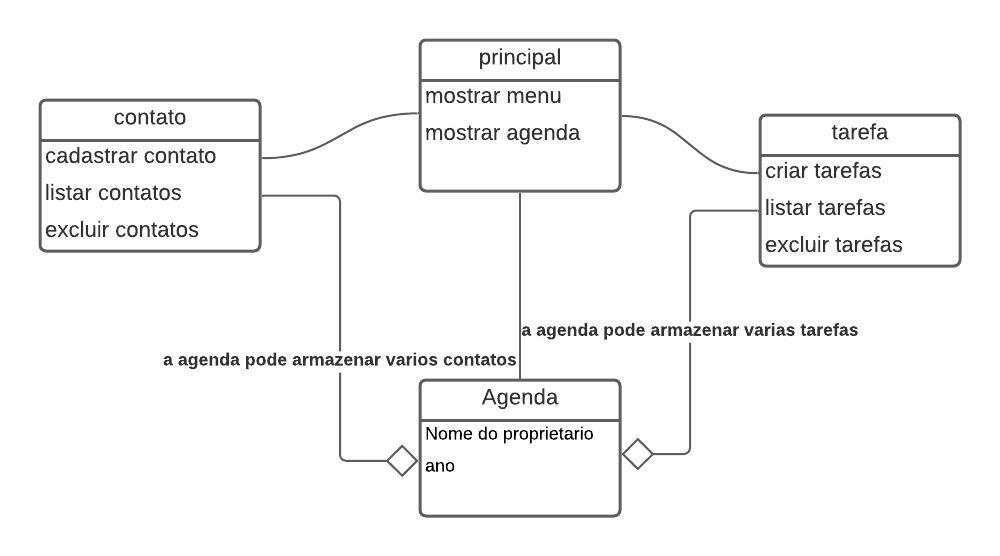 principal
mostrar menu
mostrar agenda
contato
cadastrar contato
listar contatos
excluir contatos
tarefa
criar tarefas
listar tarefas
excluir tarefas
a agenda pode armazenar varias tarefas
a agenda pode armazenar varios contatos
Agenda
Nome do proprietario
ano